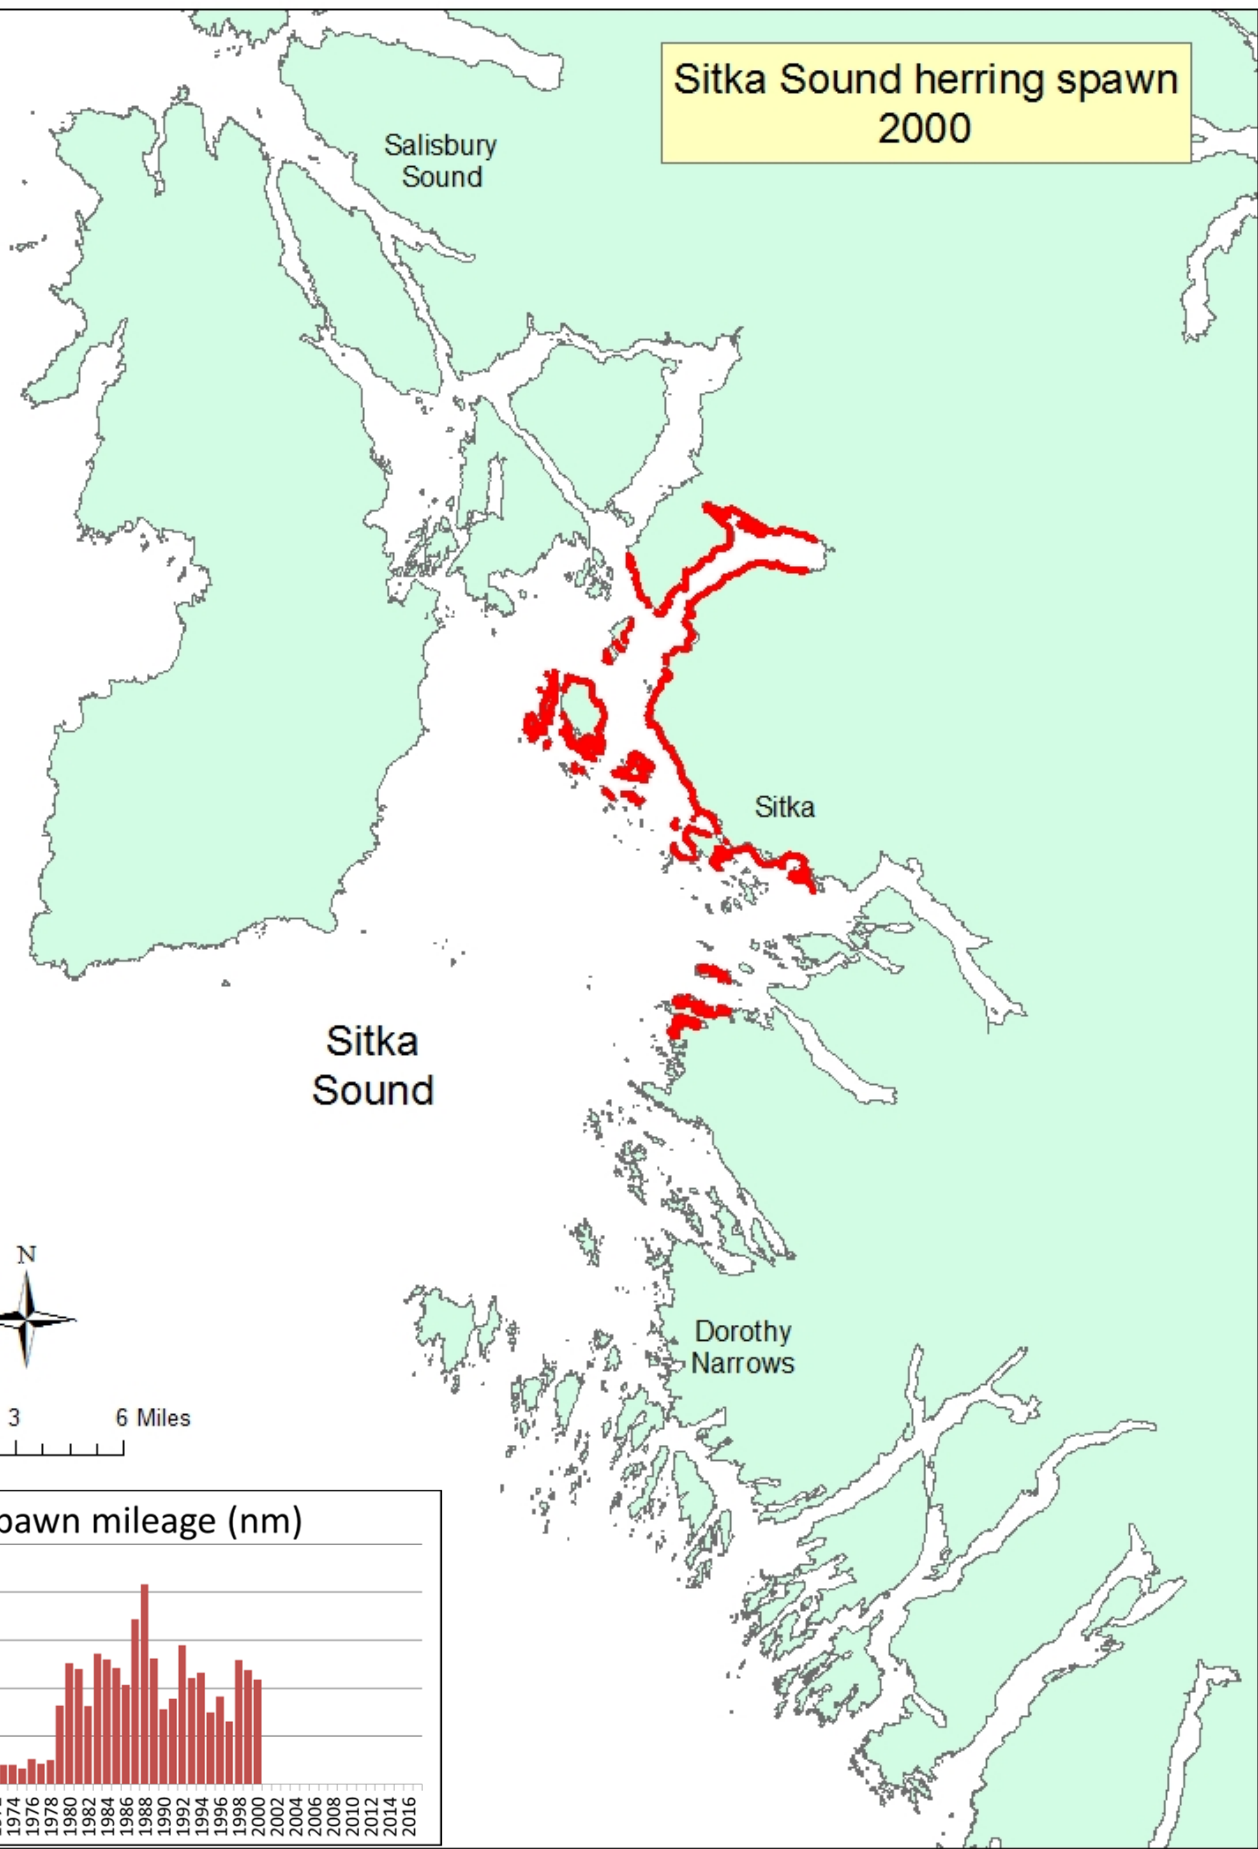 Sitka Sound herring spawn
2000
Salisbury
Sound
Sitka
Sitka
Sound
N
Dorothy
Narrows
3 6 Miles
pawn mileage (nm)
1974 1976 1978 1980 1982 1984 1986 1988 1990 1992 1994 1996 1998 2000 2002 2004 2006 2008 2010 2012 2014 2016